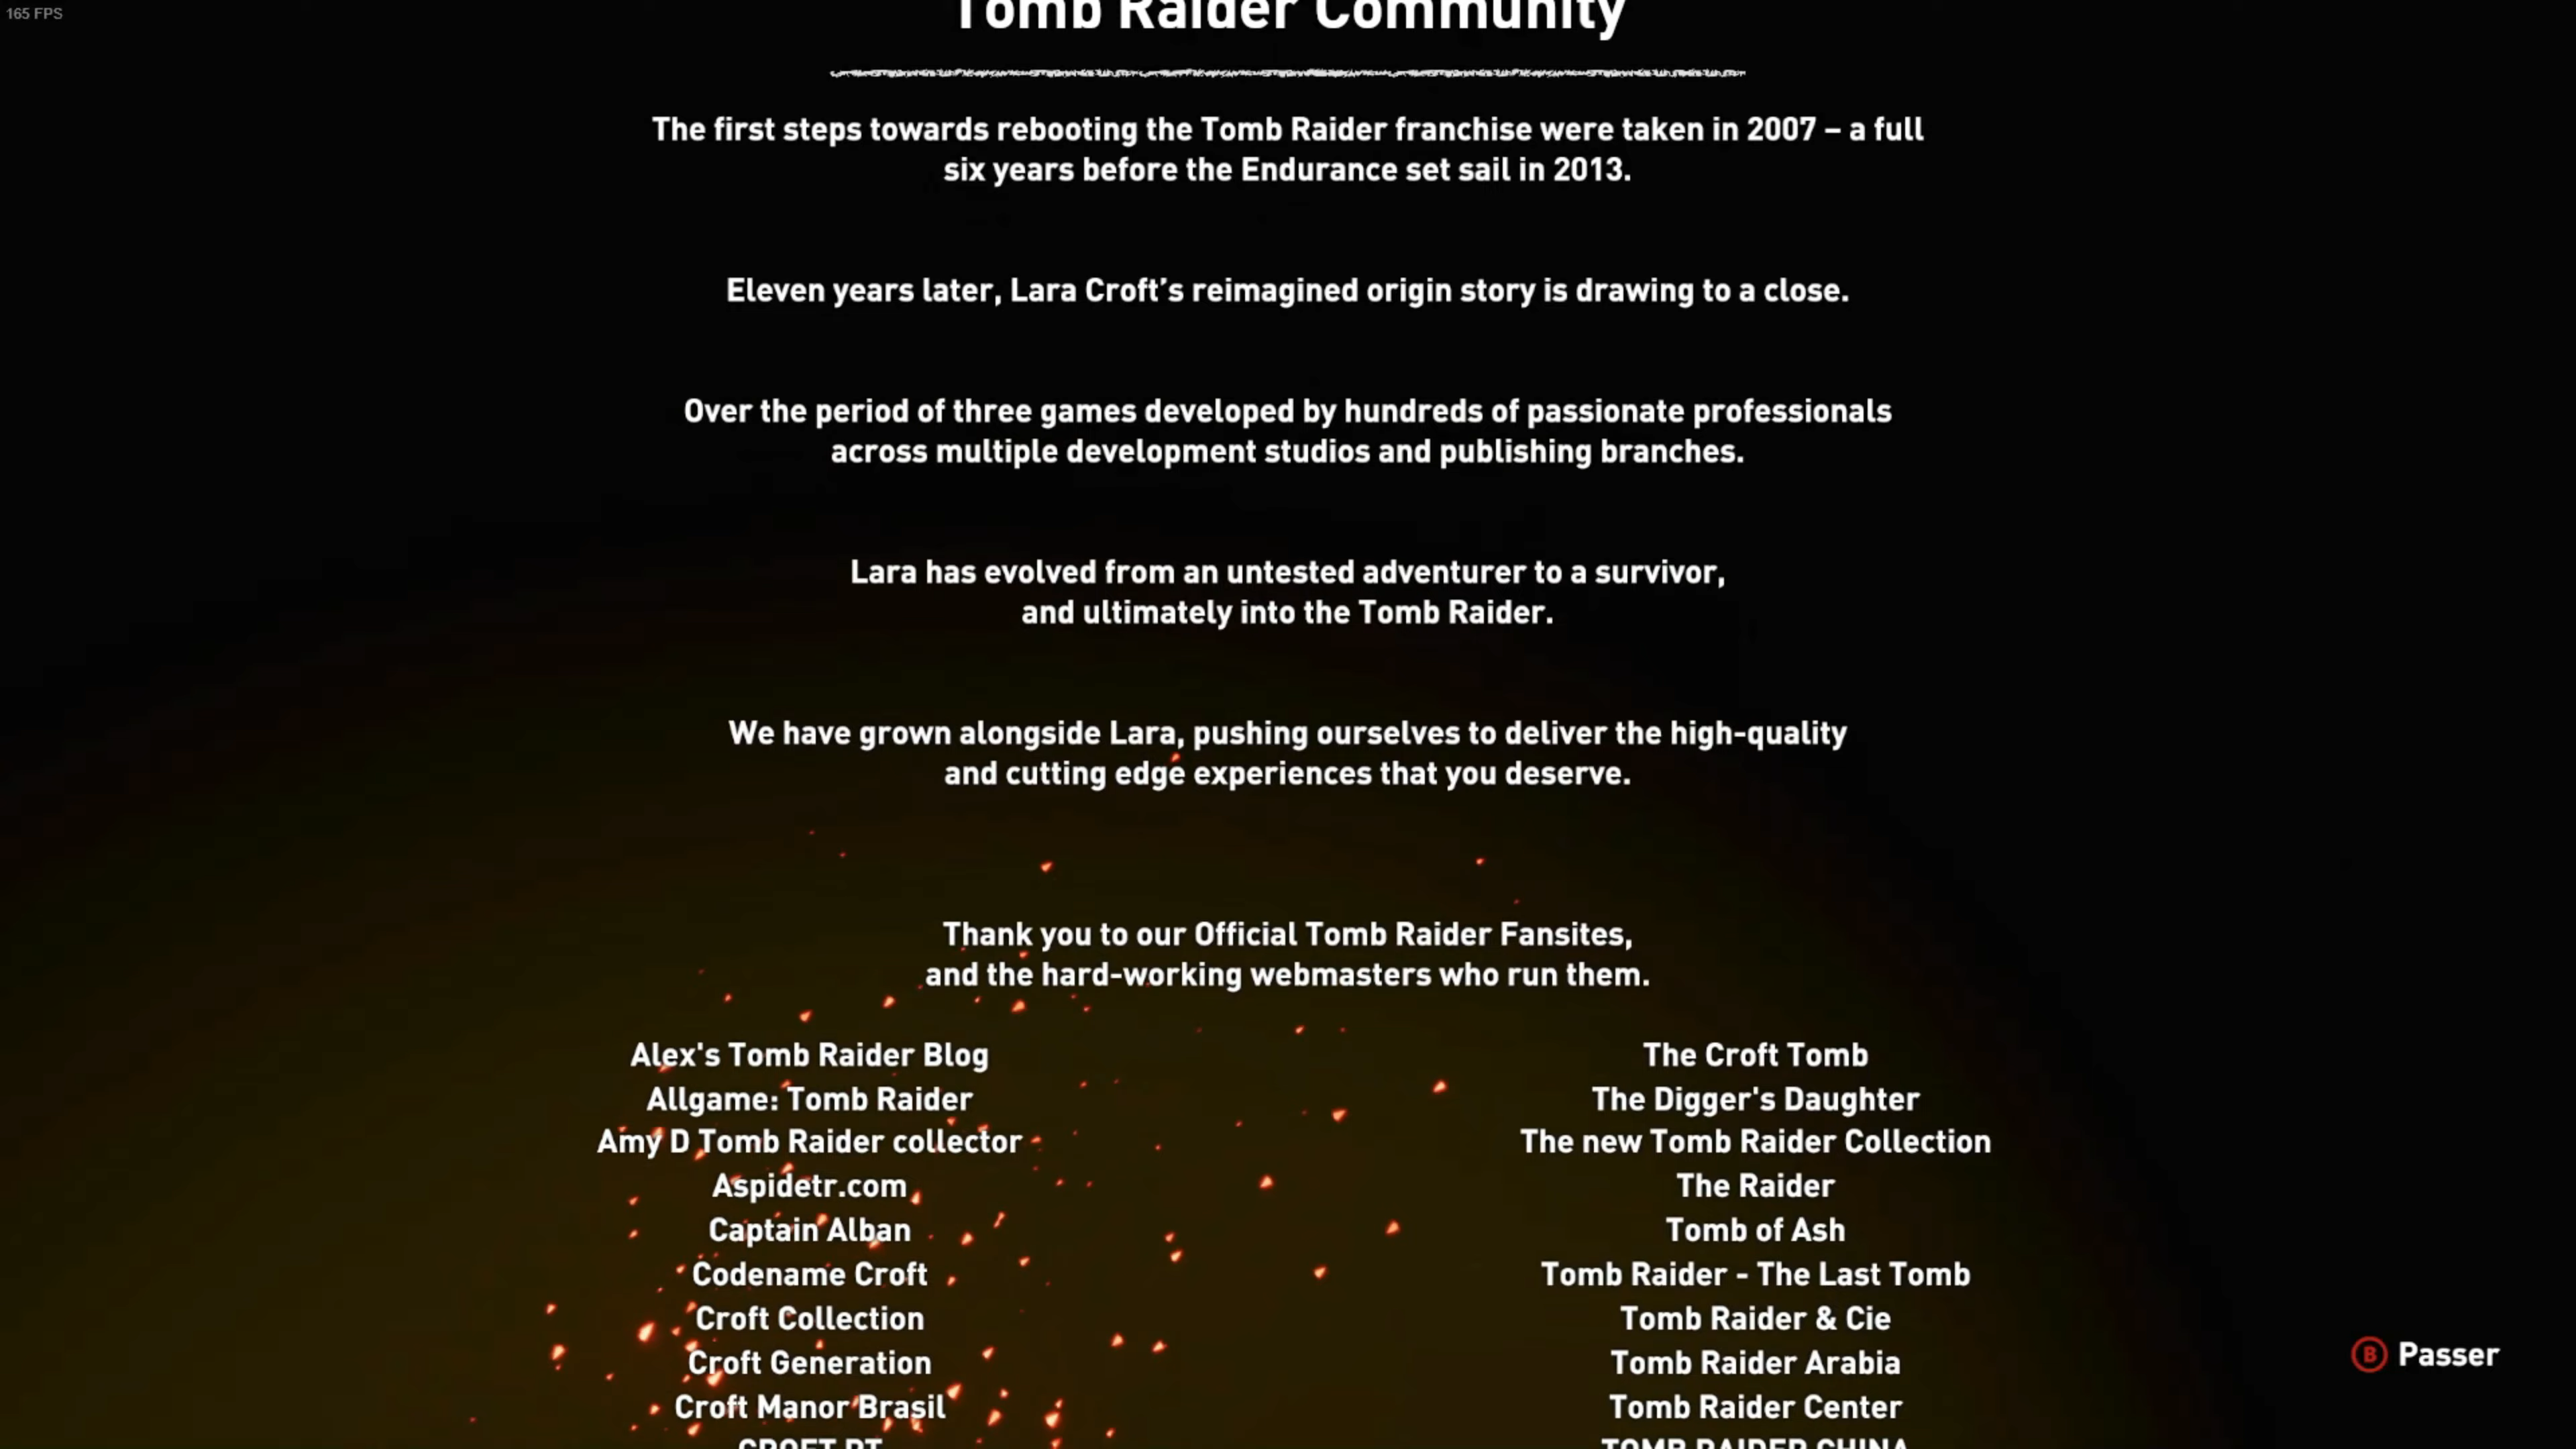 165 FPS
Tomb Raider Community
The first steps towards rebooting the Tomb Raider franchise were taken in 2007 – a full
six years before the Endurance set sail in 2013.
Eleven years later, Lara Croft’s reimagined origin story is drawing to a close.
Over the period of three games developed by hundreds of passionate professionals
across multiple development studios and publishing branches.
Lara has evolved from an untested adventurer to a survivor,
and ultimately into the Tomb Raider.
We have grown alongside Lara, pushing ourselves to deliver the high-quality
and cutting edge experiences that you deserve.
Thank you to our Official Tomb Raider Fansites,
and the hard-working webmasters who run them.
Alex's Tomb Raider Blog
Allgame: Tomb Raider
Amy D Tomb Raider collector
Aspidetr.com
Captain Alban
Codename Croft
Croft Collection
Croft Generation
Croft Manor Brasil
CROFT PT
The Croft Tomb
The Digger's Daughter
The new Tomb Raider Collection
The Raider
Tomb of Ash
Tomb Raider - The Last Tomb
Tomb Raider & Cie
Tomb Raider Arabia
Tomb Raider Center
TOMB RAIDER CHINA
B Passer